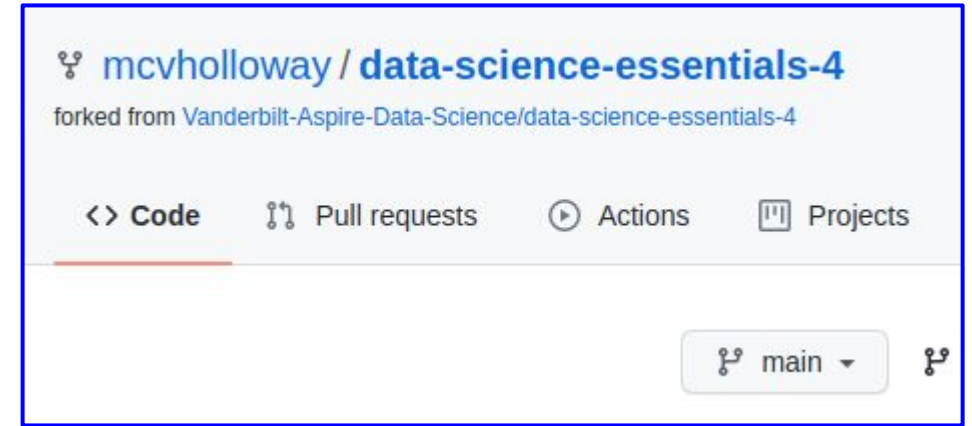 mcvholloway / data-science-essentials-4
forked from Vanderbilt-Aspire-Data-Science/data-science-essentials-4
<> Code Pull requests Actions Projects
main